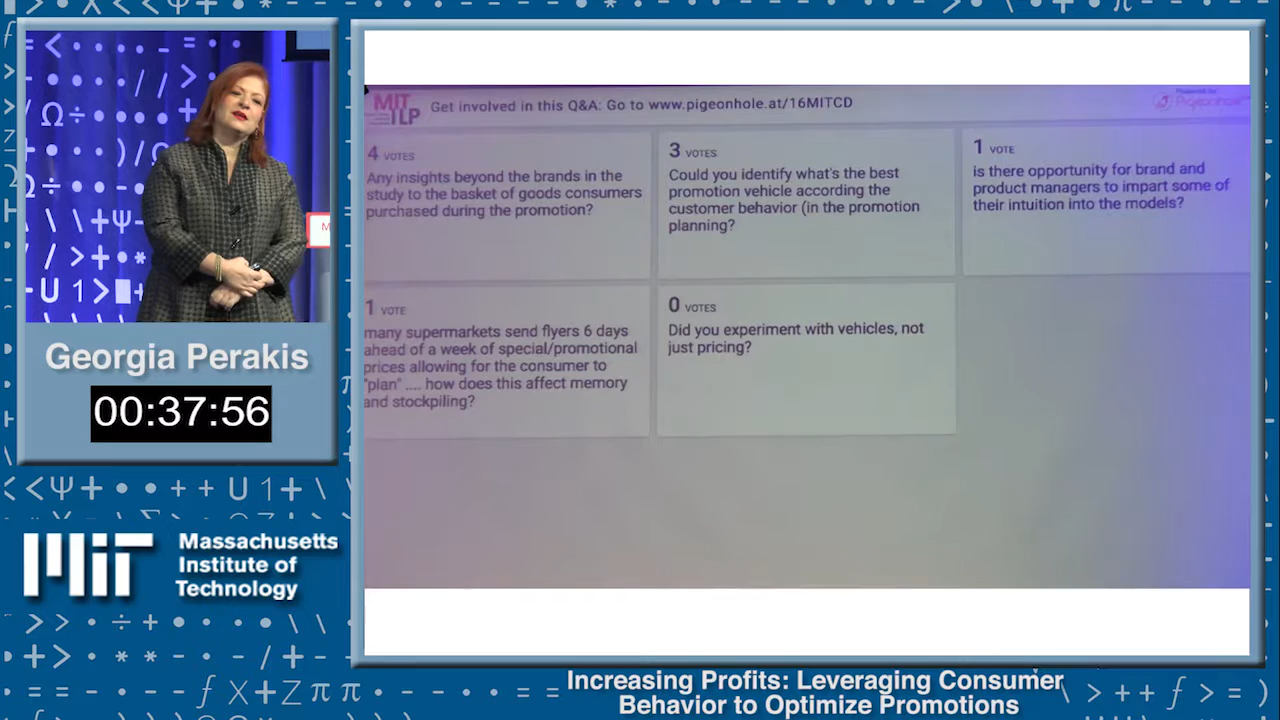 MIT
ILP
Get involved in this Q&A: Go to www.pigeonhole.at/16MITCD
Powered by
Pigeonhole
4 VOTES
Any insights beyond the brands in the
study to the basket of goods consumers
purchased during the promotion?
3 VOTES
Could you identify what's the best
promotion vehicle according the
customer behavior (in the promotion
planning?
1 VOTE
is there opportunity for brand and
product managers to impart some of
their intuition into the models?
1 VOTE
many supermarkets send flyers 6 days
ahead of a week of special/promotional
prices allowing for the consumer to
"plan" .... how does this affect memory
and stockpiling?
0 VOTES
Did you experiment with vehicles, not
just pricing?
Georgia Perakis
00:37:56
MIT
Massachusetts
Institute of
Technology
Increasing Profits: Leveraging Consumer
Behavior to Optimize Promotions